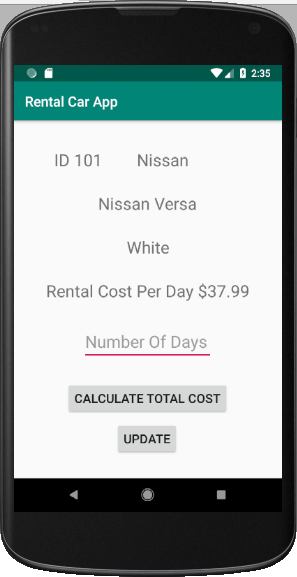 2:35
Rental Car App
ID 101 Nissan
Nissan Versa
White
Rental Cost Per Day $37.99
Number Of Days
CALCULATE TOTAL COST
UPDATE